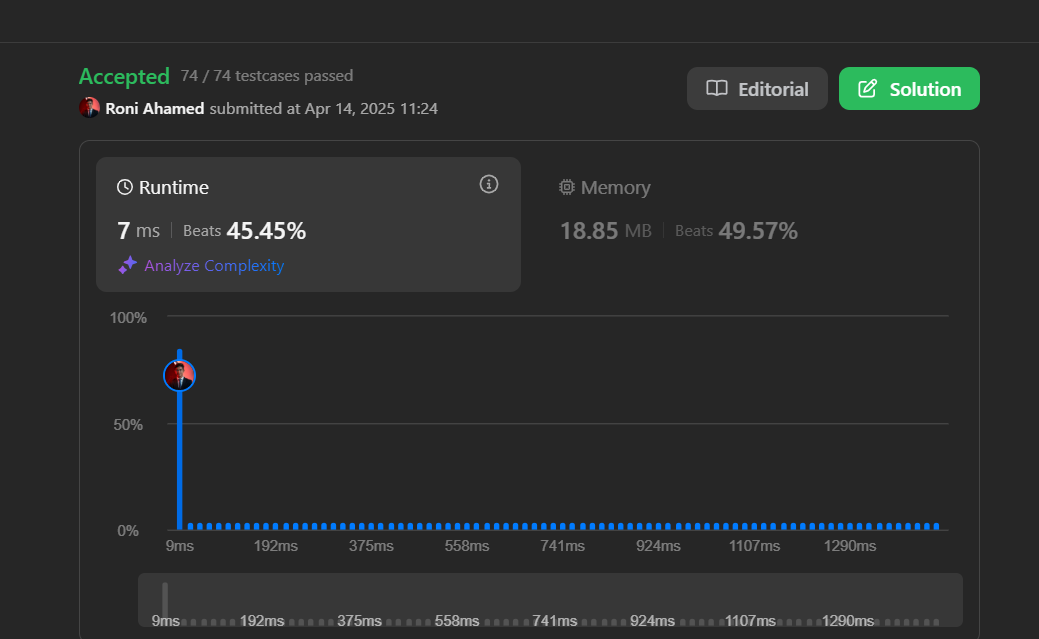 Accepted 74 / 74 testcases passed
Roni Ahamed submitted at Apr 14, 2025 11:24
Editorial
Solution
Runtime
7 ms Beats 45.45%
Analyze Complexity
Memory
18.85 MB Beats 49.57%
100%
50%
0%
9ms 192ms 375ms 558ms 741ms 924ms 1107ms 1290ms
9ms 192ms 375ms 558ms 741ms 924ms 1107ms 1290ms